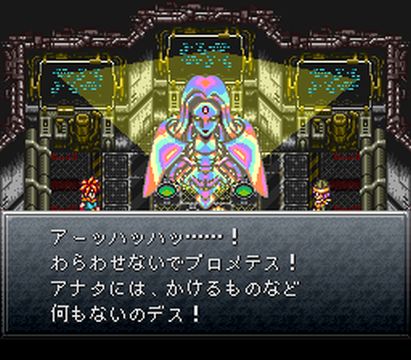 アーッハッハッ……！
わらわせないでプロメテス！
アナタには、かけるものなど
何もないのデス！